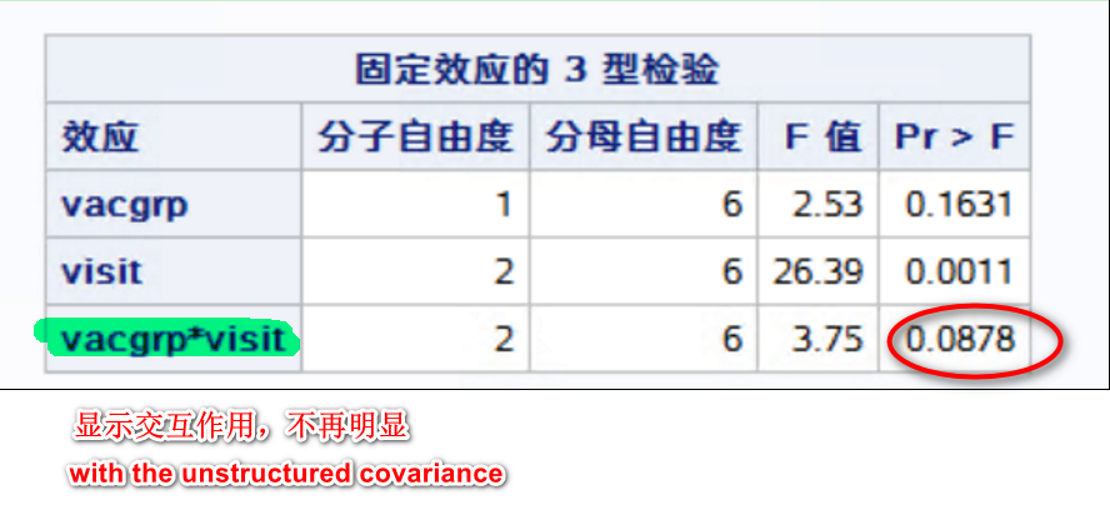 固定效应的 3 型检验
效应 分子自由度 分母自由度 F 值 Pr > F
vacgrp 1 6 2.53 0.1631
visit 2 6 26.39 0.0011
vacgrp*visit 2 6 3.75 0.0878
显示交互作用，不再明显
with the unstructured covariance